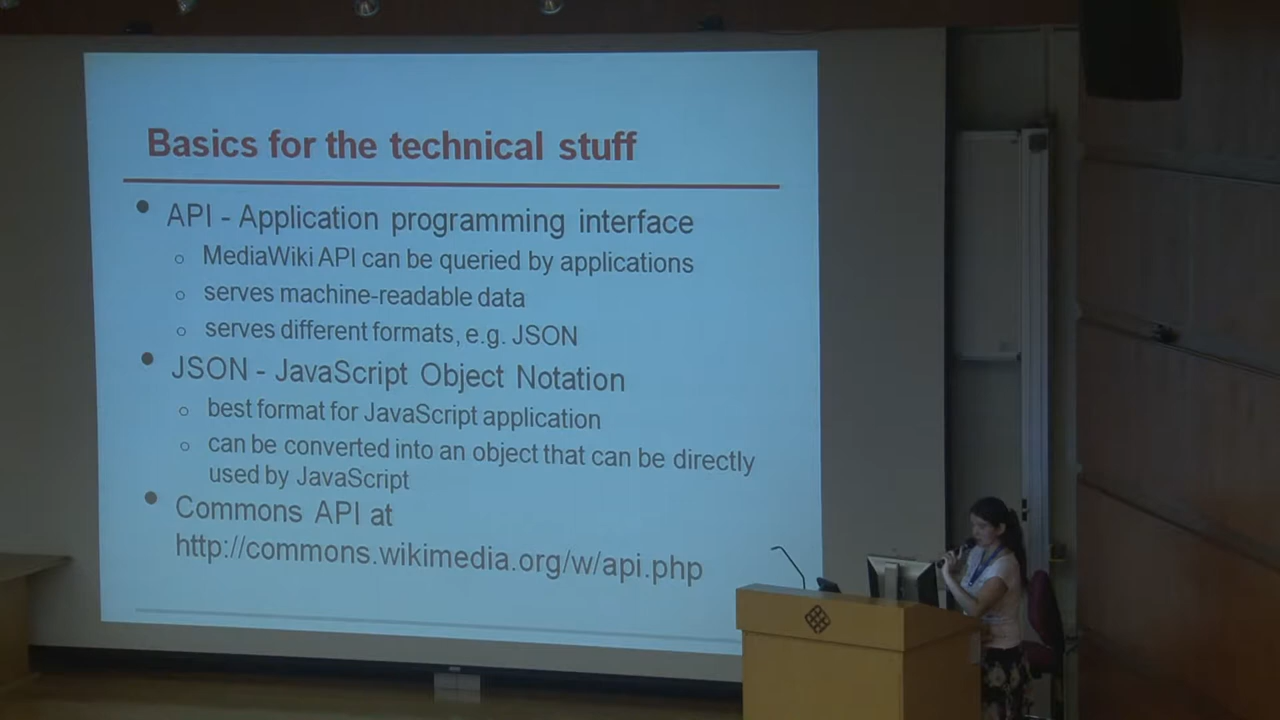 Basics for the technical stuff
• API - Application programming interface
○ MediaWiki API can be queried by applications
○ serves machine-readable data
○ serves different formats, e.g. JSON
• JSON - JavaScript Object Notation
○ best format for JavaScript application
○ can be converted into an object that can be directly
used by JavaScript
• Commons API at
http://commons.wikimedia.org/w/api.php